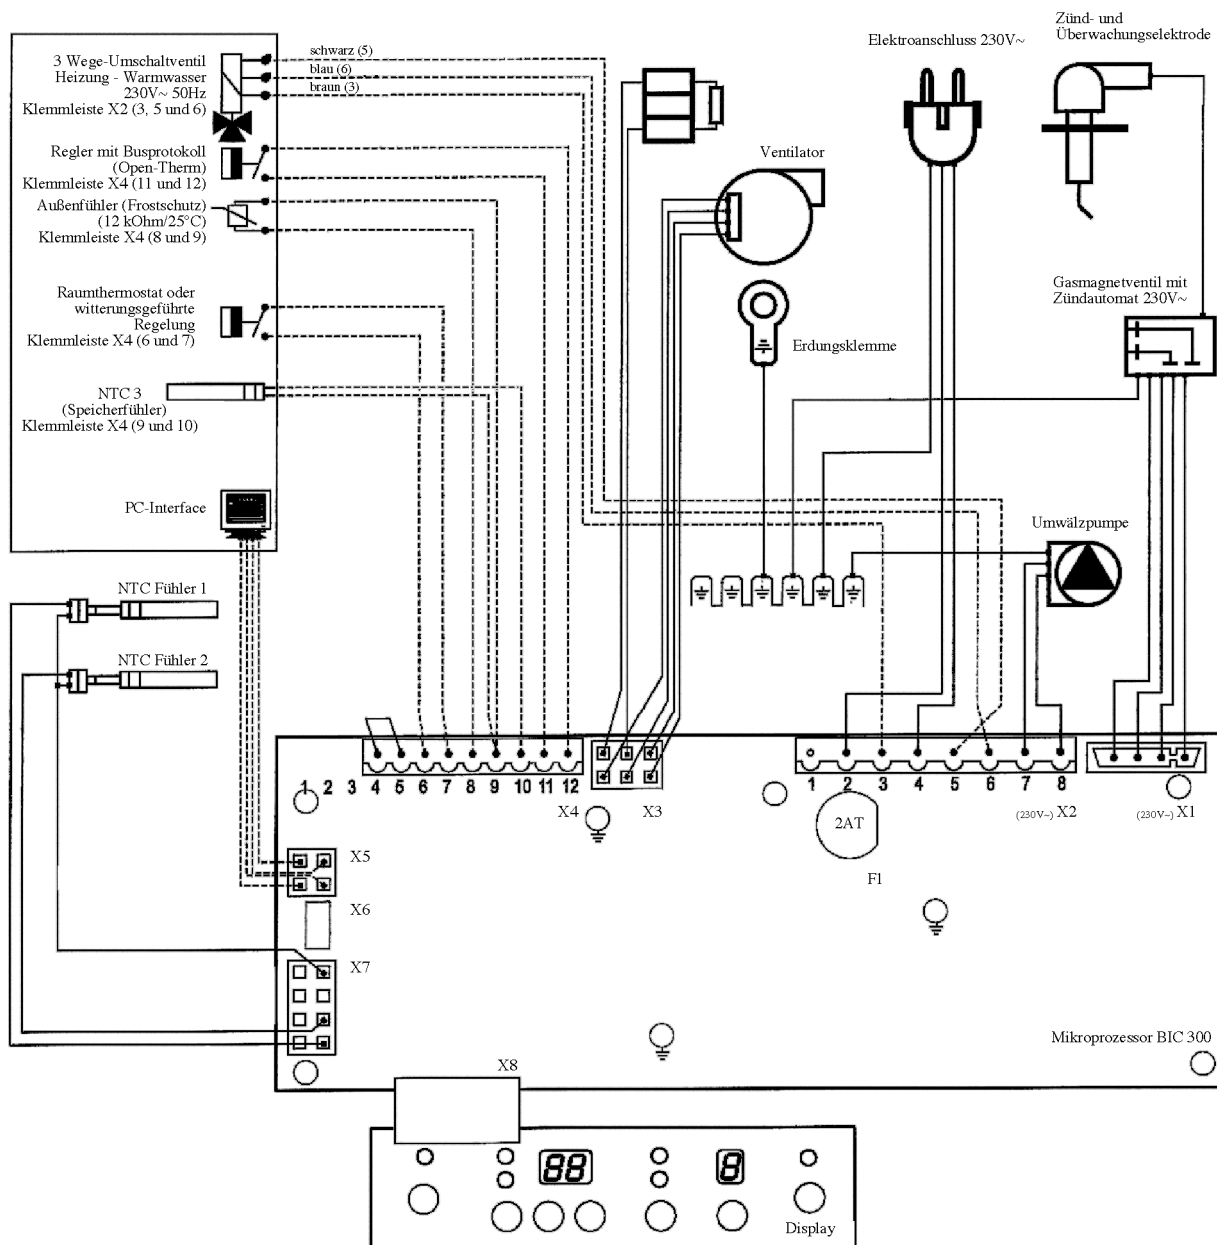 3 Wege-Umschaltventil
Heizung - Warmwasser
230V~ 50Hz
Klemmleiste X2 (3, 5 und 6)
schwarz (5)
blau (6)
braun (3)
Regler mit Busprotokoll
(Open-Therm)
Klemmleiste X4 (11 und 12)
Außenfühler (Frostschutz)
(12 kOhm/25°C)
Klemmleiste X4 (8 und 9)
Raumthermostat oder
witterungsgeführte
Regelung
Klemmleiste X4 (6 und 7)
NTC 3
(Speicherfühler)
Klemmleiste X4 (9 und 10)
PC-Interface
NTC Fühler 1
NTC Fühler 2
Ventilator
Erdungsklemme
Elektroanschluss 230V~
Zünd- und
Überwachungselektrode
Gasmagnetventil mit
Zündautomat 230V~
Umwälzpumpe
1 2 3 4 5 6 7 8 9 10 11 12
X4
X3
1 2 3 4 5 6 7 8
(230V~) X2
(230V~) X1
2AT
F1
X5
X6
X7
Mikroprozessor BIC 300
X8
88
8
Display